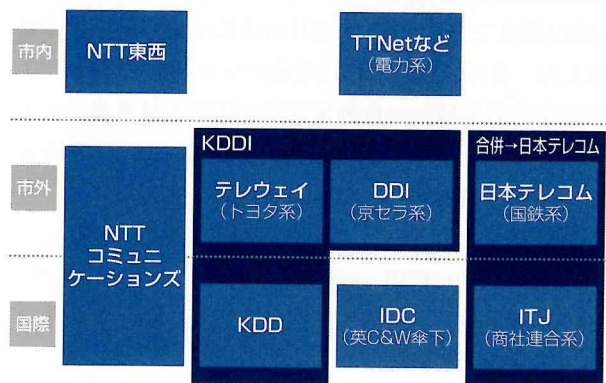 市内
NTT東西
TTNetなど
(電力系)
市外
NTT
コミュニ
ケーションズ
KDDI
テレウェイ
(トヨタ系)
DDI
(京セラ系)
合併→日本テレコム
日本テレコム
(国鉄系)
国際
KDD
IDC
(英C&W傘下)
ITJ
(商社連合系)